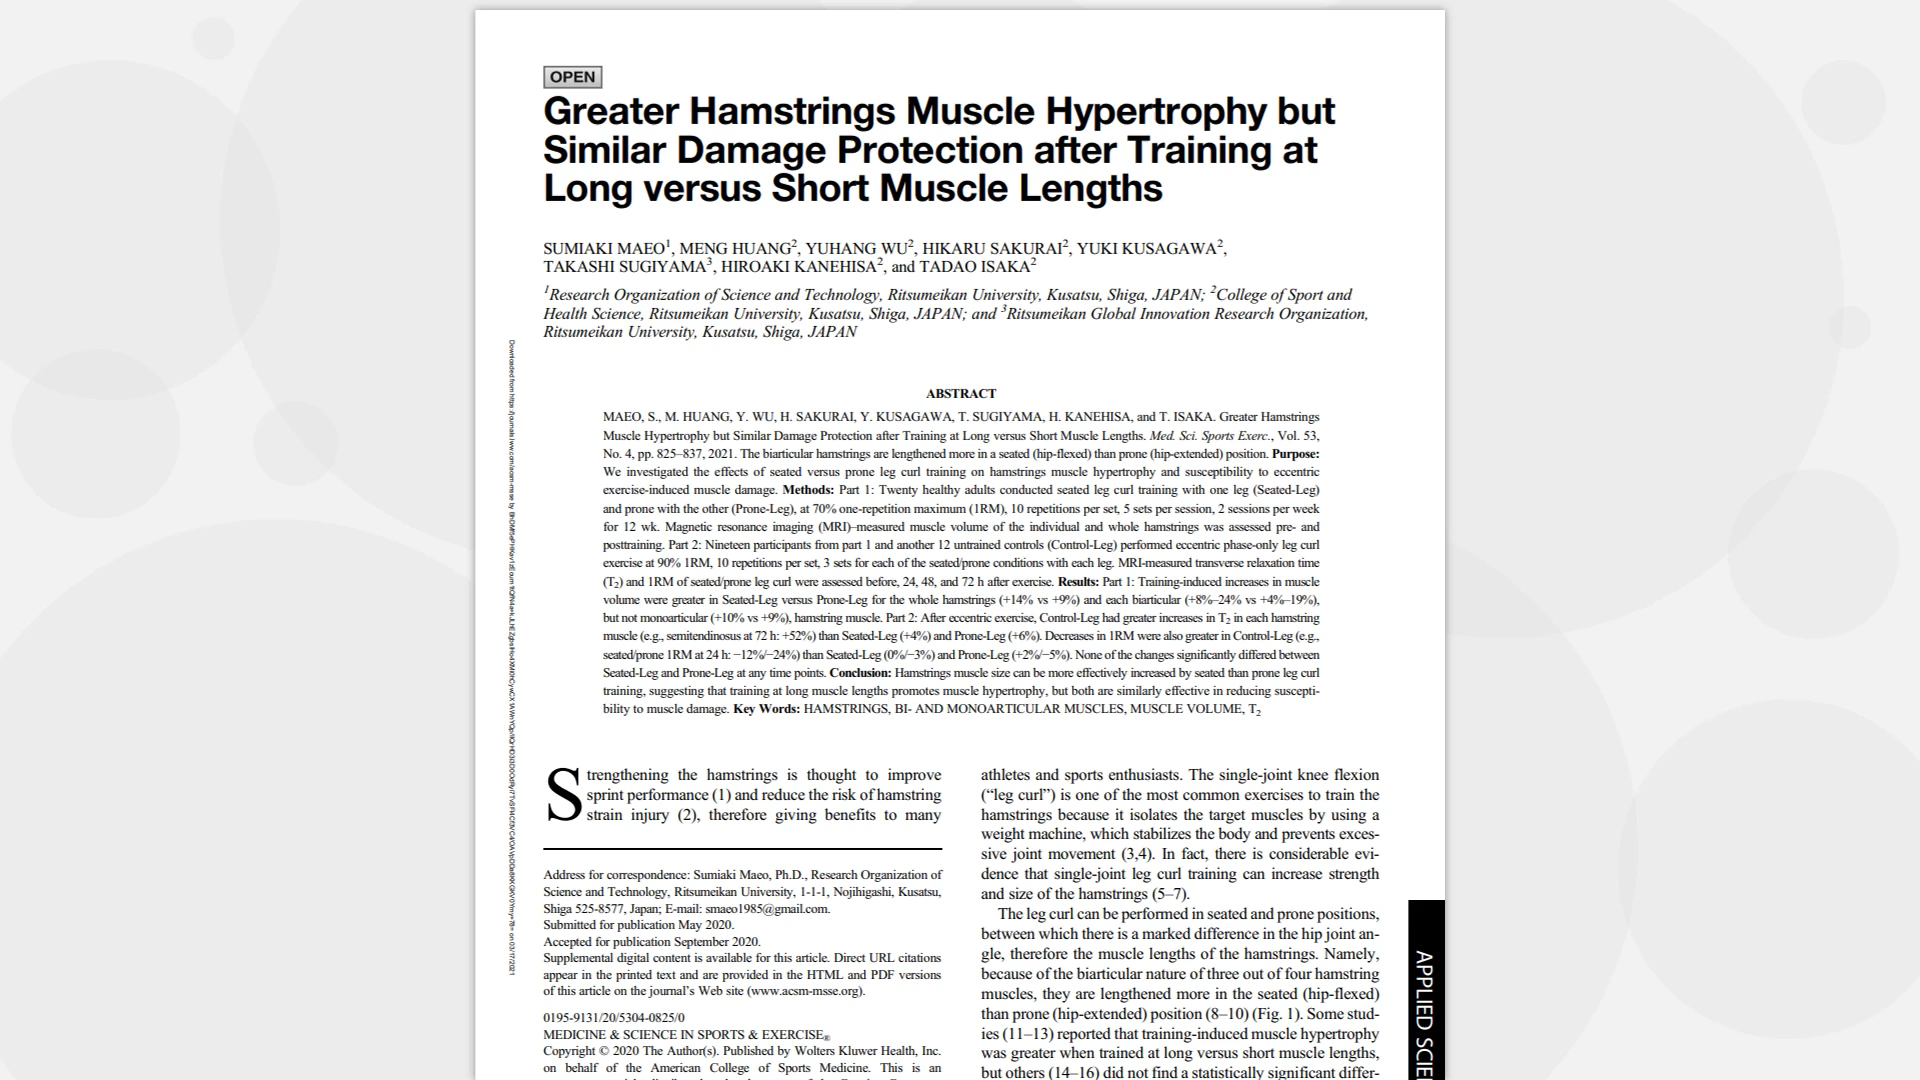 OPEN
Greater Hamstrings Muscle Hypertrophy but
Similar Damage Protection after Training at
Long versus Short Muscle Lengths
SUMIAKI MAEO1, MENG HUANG2, YUHANG WU2, HIKARU SAKURAI2, YUKI KUSAGAWA2,
TAKASHI SUGIYAMA3, HIROAKI KANEHISA2, and TADAO ISAKA2
1Research Organization of Science and Technology, Ritsumeikan University, Kusatsu, Shiga, JAPAN; 2College of Sport and
Health Science, Ritsumeikan University, Kusatsu, Shiga, JAPAN; and 3Ritsumeikan Global Innovation Research Organization,
Ritsumeikan University, Kusatsu, Shiga, JAPAN
ABSTRACT
MAEO, S., M. HUANG, Y. WU, H. SAKURAI, Y. KUSAGAWA, T. SUGIYAMA, H. KANEHISA, and T. ISAKA. Greater Hamstrings
Muscle Hypertrophy but Similar Damage Protection after Training at Long versus Short Muscle Lengths. Med. Sci. Sports Exerc., Vol. 53,
No. 4, pp. 825–837, 2021. The biarticular hamstrings are lengthened more in a seated (hip-flexed) than prone (hip-extended) position. Purpose:
We investigated the effects of seated versus prone leg curl training on hamstrings muscle hypertrophy and susceptibility to eccentric
exercise-induced muscle damage. Methods: Part 1: Twenty healthy adults conducted seated leg curl training with one leg (Seated-Leg)
and prone with the other (Prone-Leg), at 70% one-repetition maximum (1RM), 10 repetitions per set, 5 sets per session, 2 sessions per week
for 12 wk. Magnetic resonance imaging (MRI)–measured muscle volume of the individual and whole hamstrings was assessed pre- and
posttraining. Part 2: Nineteen participants from part 1 and another 12 untrained controls (Control-Leg) performed eccentric phase-only leg curl
exercise at 90% 1RM, 10 repetitions per set, 3 sets for each of the seated/prone conditions with each leg. MRI-measured transverse relaxation time
(T2) and 1RM of seated/prone leg curl were assessed before, 24, 48, and 72 h after exercise. Results: Part 1: Training-induced increases in muscle
volume were greater in Seated-Leg versus Prone-Leg for the whole hamstrings (+14% vs +9%) and each biarticular (+8%–24% vs +4%–19%),
but not monoarticular (+10% vs +9%), hamstring muscle. Part 2: After eccentric exercise, Control-Leg had greater increases in T2 in each hamstring
muscle (e.g., semitendinosus at 72 h: +52%) than Seated-Leg (+4%) and Prone-Leg (+6%). Decreases in 1RM were also greater in Control-Leg (e.g.,
seated/prone 1RM at 24 h: −12%/−24%) than Seated-Leg (0%/−3%) and Prone-Leg (+2%/−5%). None of the changes significantly differed between
Seated-Leg and Prone-Leg at any time points. Conclusion: Hamstrings muscle size can be more effectively increased by seated than prone leg curl
training, suggesting that training at long muscle lengths promotes muscle hypertrophy, but both are similarly effective in reducing suscepti-
bility to muscle damage. Key Words: HAMSTRINGS, BI- AND MONOARTICULAR MUSCLES, MUSCLE VOLUME, T2
Strengthening the hamstrings is thought to improve
sprint performance (1) and reduce the risk of hamstring
strain injury (2), therefore giving benefits to many
Address for correspondence: Sumiaki Maeo, Ph.D., Research Organization of
Science and Technology, Ritsumeikan University, 1-1-1, Nojihigashi, Kusatsu,
Shiga 525-8577, Japan; E-mail: smaeo1985@gmail.com.
Submitted for publication May 2020.
Accepted for publication September 2020.
Supplemental digital content is available for this article. Direct URL citations
appear in the printed text and are provided in the HTML and PDF versions
of this article on the journal's Web site (www.acsm-msse.org).
0195-9131/20/5304-0825/0
MEDICINE & SCIENCE IN SPORTS & EXERCISE®
Copyright © 2020 The Author(s). Published by Wolters Kluwer Health, Inc.
on behalf of the American College of Sports Medicine. This is an
athletes and sports enthusiasts. The single-joint knee flexion
("leg curl") is one of the most common exercises to train the
hamstrings because it isolates the target muscles by using a
weight machine, which stabilizes the body and prevents exces-
sive joint movement (3,4). In fact, there is considerable evi-
dence that single-joint leg curl training can increase strength
and size of the hamstrings (5–7).
The leg curl can be performed in seated and prone positions,
between which there is a marked difference in the hip joint an-
gle, therefore the muscle lengths of the hamstrings. Namely,
because of the biarticular nature of three out of four hamstring
muscles, they are lengthened more in the seated (hip-flexed)
than prone (hip-extended) position (8–10) (Fig. 1). Some stud-
ies (11–13) reported that training-induced muscle hypertrophy
was greater when trained at long versus short muscle lengths,
but others (14–16) did not find a statistically significant differ-
APPLIED SCIE